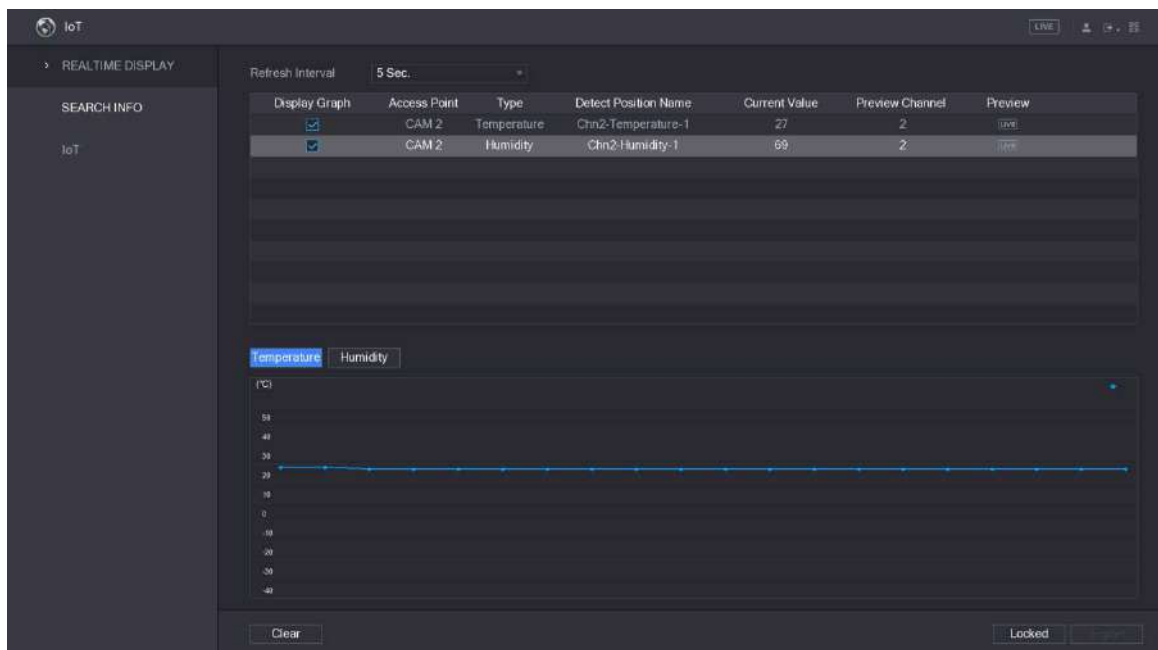 IoT LIVE
REALTIME DISPLAY
SEARCH INFO
IoT
Refresh Interval 5 Sec.
Display Graph Access Point Type Detect Position Name Current Value Preview Channel Preview
CAM 2 Temperature Chn2-Temperature-1 27 2 LIVE
CAM 2 Humidity Chn2-Humidity-1 69 2 LIVE
Temperature Humidity
(℃)
50
40
30
20
10
0
-10
-20
-30
-40
Clear Locked